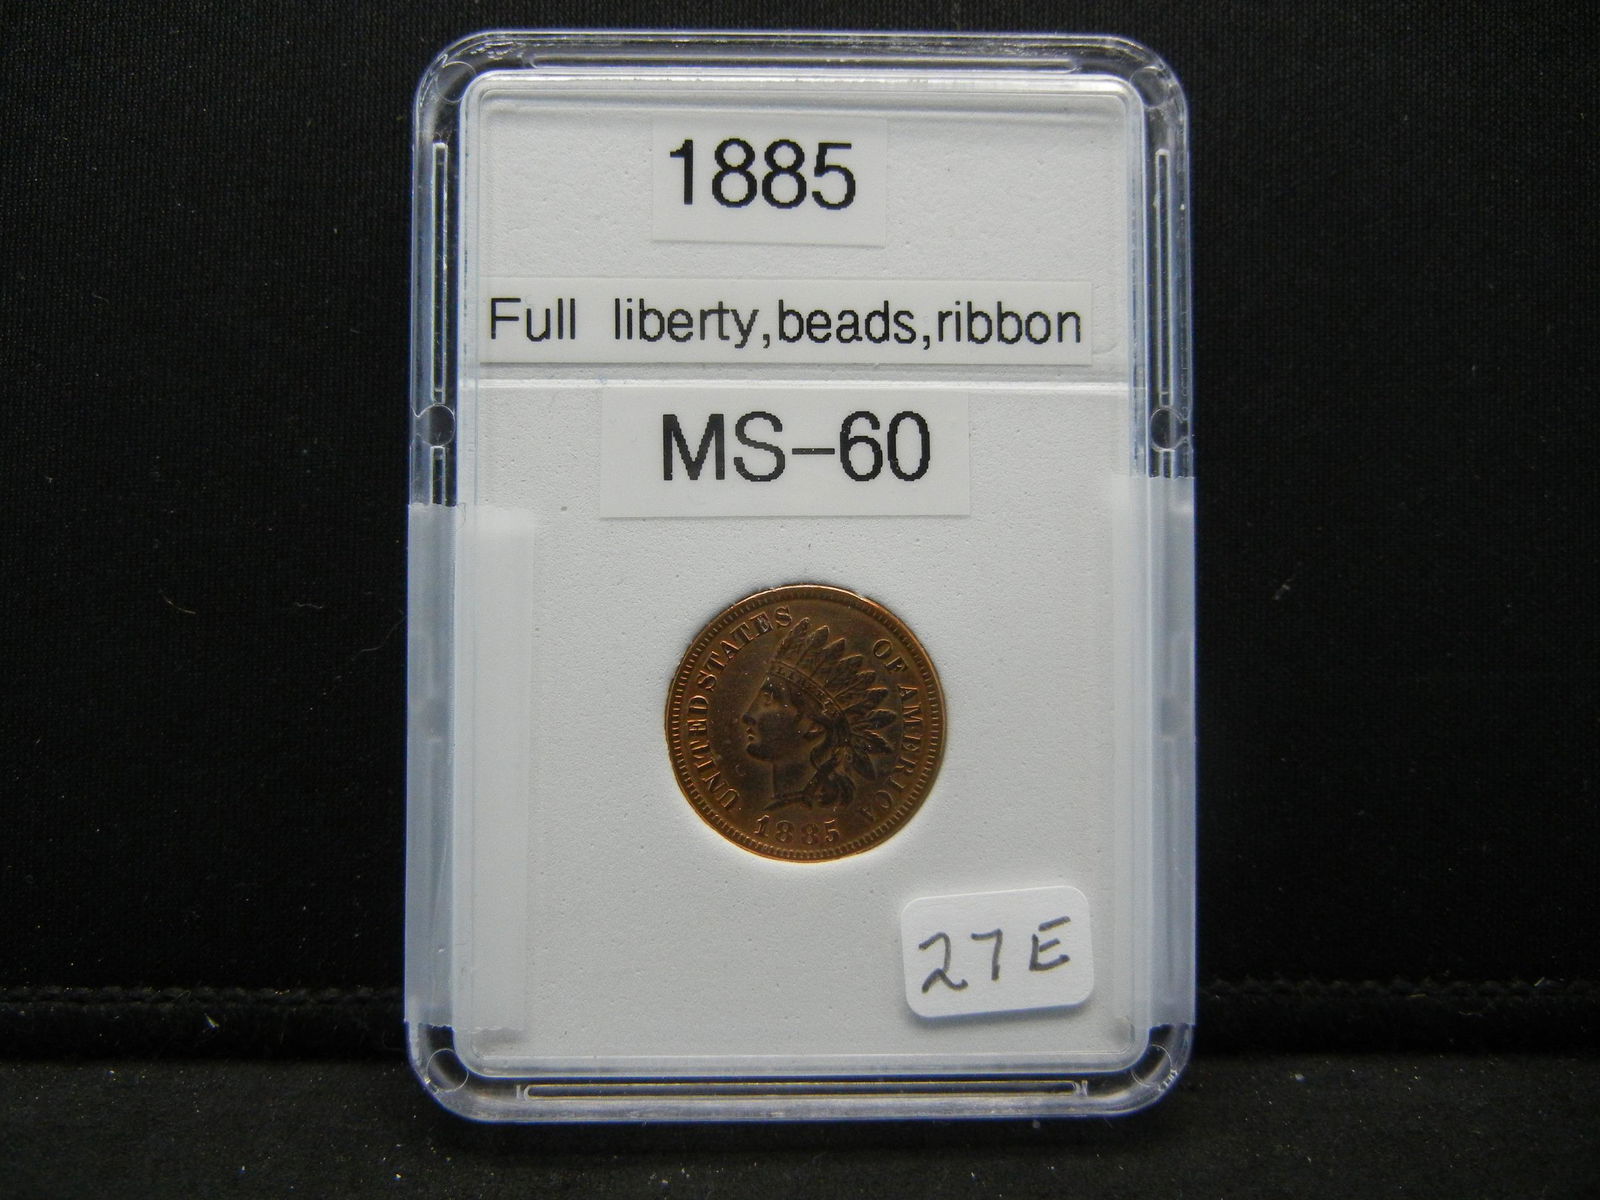 1885
Full liberty,beads,ribbon
MS-60
UNITED STATES OF AMERICA
1885
27E